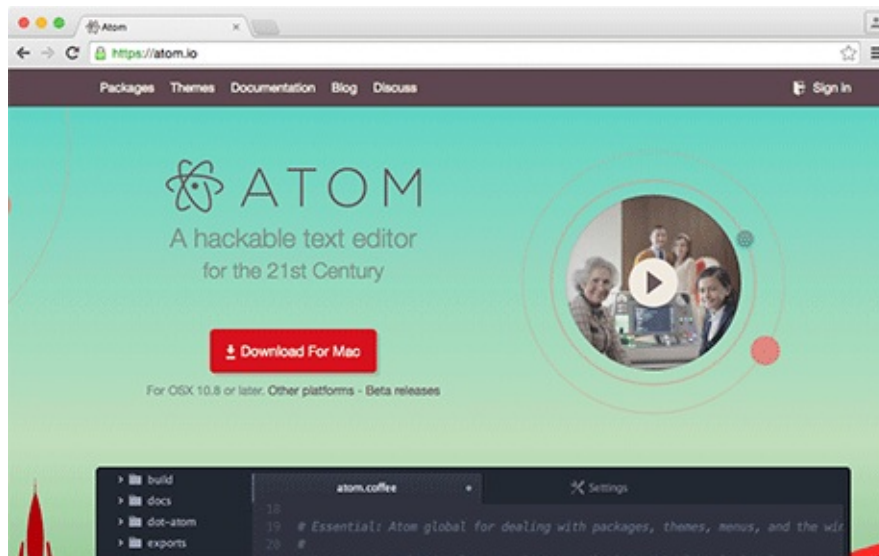 Atom
https://atom.io
Packages Themes Documentation Blog Discuss Sign in
ATOM
A hackable text editor
for the 21st Century
Download For Mac
For OSX 10.8 or later. Other platforms - Beta releases
build
docs
dot-atom
exports
atom.coffee
Settings
18
19 # Essential: Atom global for dealing with packages, themes, menus, and the win
20 #